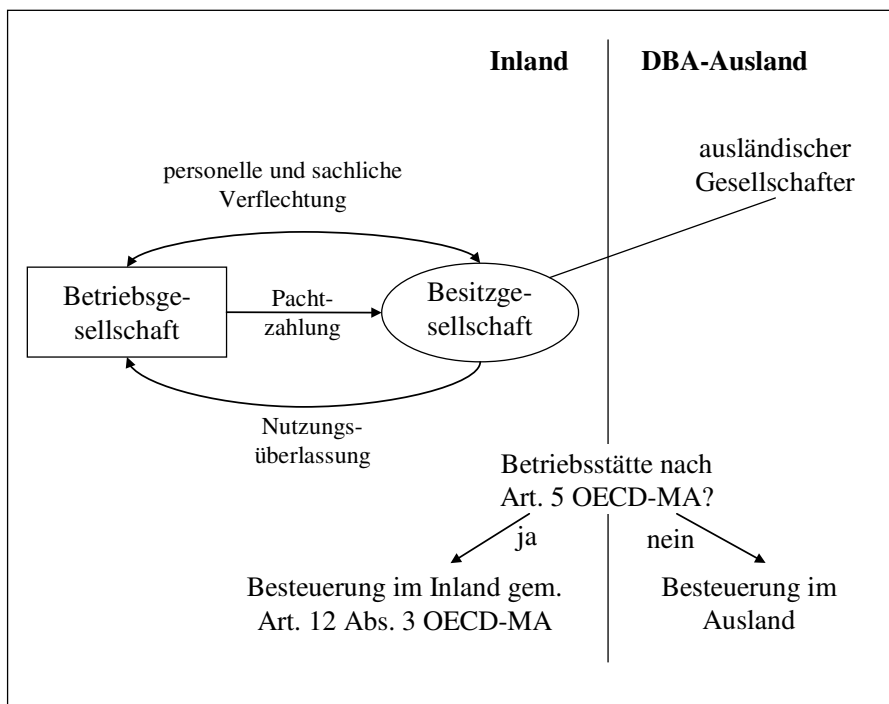 Inland
DBA-Ausland
ausländischer
Gesellschafter
personelle und sachliche
Verflechtung
Betriebsge-
sellschaft
Pacht-
zahlung
Besitzge-
sellschaft
Nutzungs-
überlassung
Betriebsstätte nach
Art. 5 OECD-MA?
ja
nein
Besteuerung im Inland gem.
Art. 12 Abs. 3 OECD-MA
Besteuerung im
Ausland